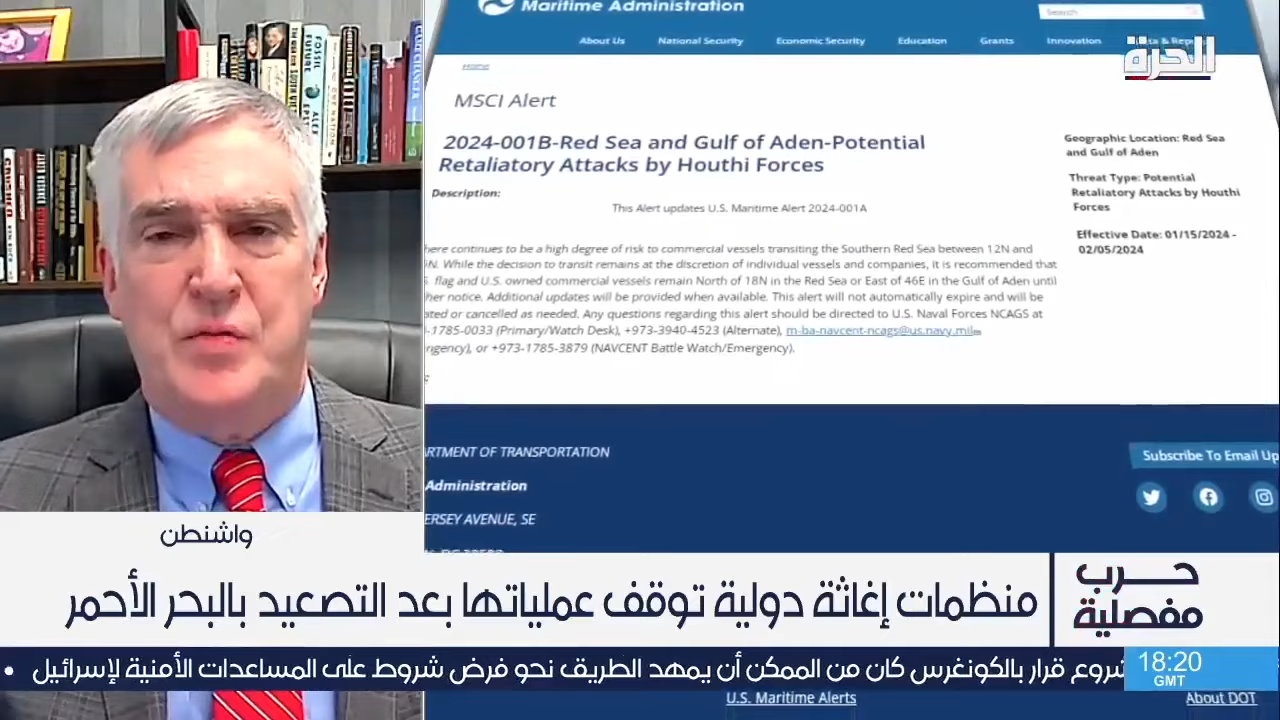 Maritime Administration
Search
About Us
National Security
Economic Security
Education
Grants
Innovation
الحرة
Home
MSCI Alert
2024-001B-Red Sea and Gulf of Aden-Potential
Retaliatory Attacks by Houthi Forces
Geographic Location: Red Sea
and Gulf of Aden
Threat Type: Potential
Retaliatory Attacks by Houthi
Forces
Effective Date: 01/15/2024 -
02/05/2024
Description:
This Alert updates U.S. Maritime Alert 2024-001A
here continues to be a high degree of risk to commercial vessels transiting the Southern Red Sea between 12N and
N. While the decision to transit remains at the discretion of individual vessels and companies, it is recommended that
flag and U.S. owned commercial vessels remain North of 18N in the Red Sea or East of 46E in the Gulf of Aden until
her notice. Additional updates will be provided when available. This alert will not automatically expire and will be
ated or cancelled as needed. Any questions regarding this alert should be directed to U.S. Naval Forces NCAGS at
-1785-0033 (Primary/Watch Desk), +973-3940-4523 (Alternate), m-ba-navcent-ncags@us.navy.mil
rgency), or +973-1785-3879 (NAVCENT Battle Watch/Emergency).
ARTMENT OF TRANSPORTATION
Administration
ERSEY AVENUE, SE
Subscribe To Email Up
واشنطن
حرب
مفصلية
منظمات إغاثة دولية توقف عملياتها بعد التصعيد بالبحر الأحمر
شروع قرار بالكونغرس كان من الممكن أن يمهد الطريق نحو فرض شروط على المساعدات الأمنية لإسرائيل •
18:20
GMT
U.S. Maritime Alerts
About DOT